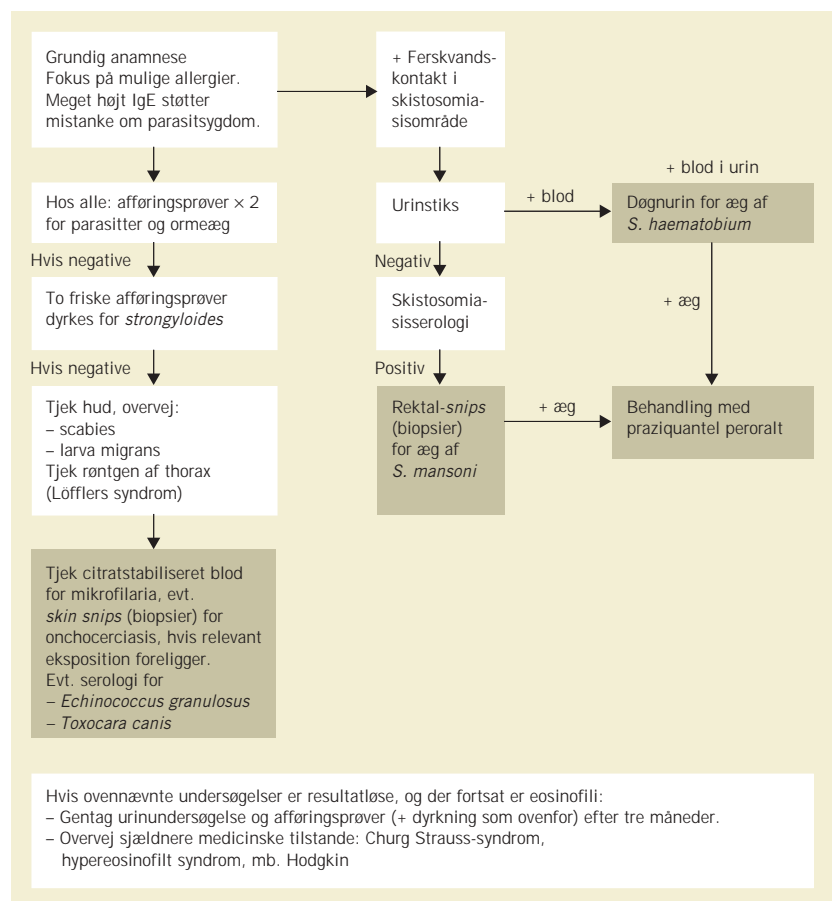 Grundig anamnese
Fokus på mulige allergier.
Meget højt IgE støtter
mistanke om parasitsygdom.
Hos alle: afføringsprøver × 2
for parasitter og ormeæg
Hvis negative
To friske afføringsprøver
dyrkes for strongyloides
Hvis negative
Tjek hud, overvej:
– scabies
– larva migrans
Tjek røntgen af thorax
(Löfflers syndrom)
Tjek citratstabiliseret blod
for mikrofilaria, evt.
skin snips (biopsier) for
onchocerciasis, hvis relevant
eksposition foreligger.
Evt. serologi for
– Echinococcus granulosus
– Toxocara canis
+ Ferskvands-
kontakt i
skistosomia-
sisområde
Urinstiks
+ blod
+ blod i urin
Døgnurin for æg af
S. haematobium
Negativ
Skistosomia-
sisserologi
+ æg
Positiv
Rektal-snips
(biopsier)
for æg af
S. mansoni
+ æg
Behandling med
praziquantel peroralt
Hvis ovennævnte undersøgelser er resultatløse, og der fortsat er eosinofili:
– Gentag urinundersøgelse og afføringsprøver (+ dyrkning som ovenfor) efter tre måneder.
– Overvej sjældnere medicinske tilstande: Churg Strauss-syndrom,
hypereosinofilt syndrom, mb. Hodgkin